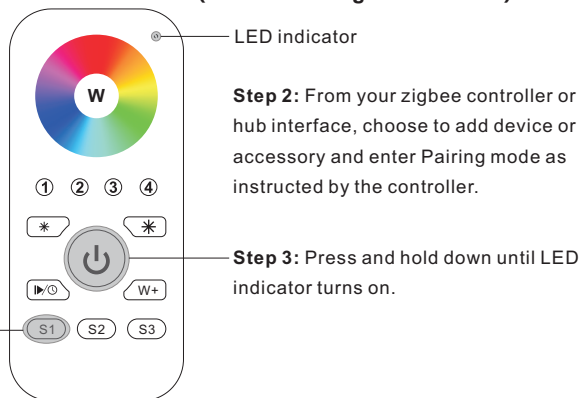 LED indicator
W
Step 2: From your zigbee controller or
hub interface, choose to add device or
accessory and enter Pairing mode as
instructed by the controller.
1 2 3 4
Step 3: Press and hold down until LED
indicator turns on.
W+
S1 S2 S3